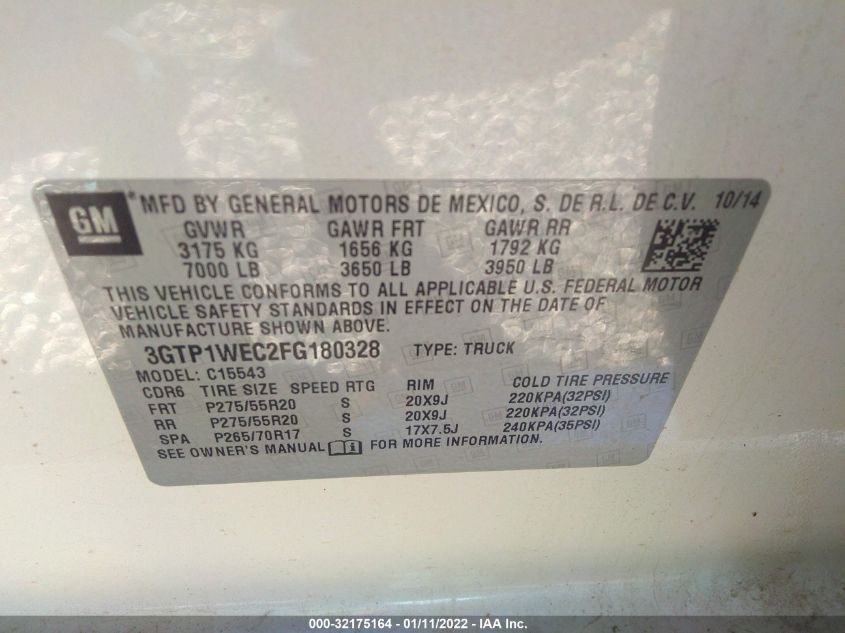 GM * MFD BY GENERAL MOTORS DE MEXICO, S. DE R.L. DE C.V. 10/14
GVWR GAWR FRT GAWR RR
3175 KG 1656 KG 1792 KG
7000 LB 3650 LB 3950 LB
THIS VEHICLE CONFORMS TO ALL APPLICABLE U.S. FEDERAL MOTOR
VEHICLE SAFETY STANDARDS IN EFFECT ON THE DATE OF
MANUFACTURE SHOWN ABOVE.
3GTP1WEC2FG180328 TYPE: TRUCK
MODEL: C15543
CDR6 TIRE SIZE SPEED RTG RIM COLD TIRE PRESSURE
FRT P275/55R20 S 20X9J 220KPA(32PSI)
RR P275/55R20 S 20X9J 220KPA(32PSI)
SPA P265/70R17 S 17X7.5J 240KPA(35PSI)
SEE OWNER'S MANUAL FOR MORE INFORMATION.
000-32175164 - 01/11/2022 - IAA Inc.